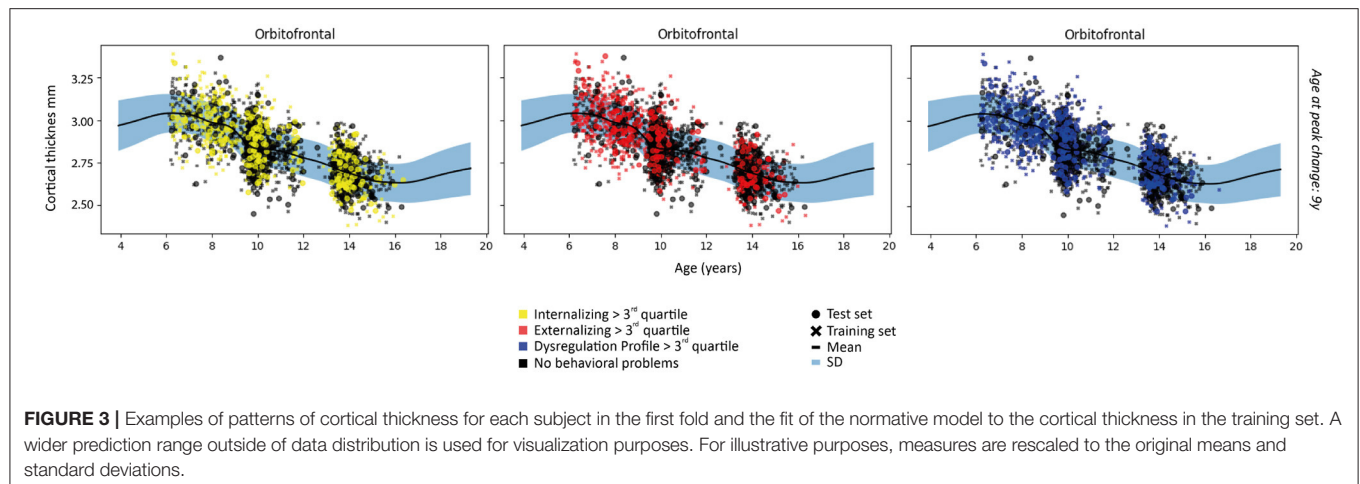 Orbitofrontal
Orbitofrontal
Orbitofrontal
Cortical thicknes mm
3.25
3.00
2.75
2.50
4 6 8 10 12 14 16 18 20
4 6 8 10 12 14 16 18 20
4 6 8 10 12 14 16 18 20
Age (years)
Age at peak change: 9y
Internalizing > 3rd quartile
Externalizing > 3rd quartile
Dysregulation Profile > 3rd quartile
No behavioral problems
Test set
Training set
Mean
SD
FIGURE 3 | Examples of patterns of cortical thickness for each subject in the first fold and the fit of the normative model to the cortical thickness in the training set. A
wider prediction range outside of data distribution is used for visualization purposes. For illustrative purposes, measures are rescaled to the original means and
standard deviations.